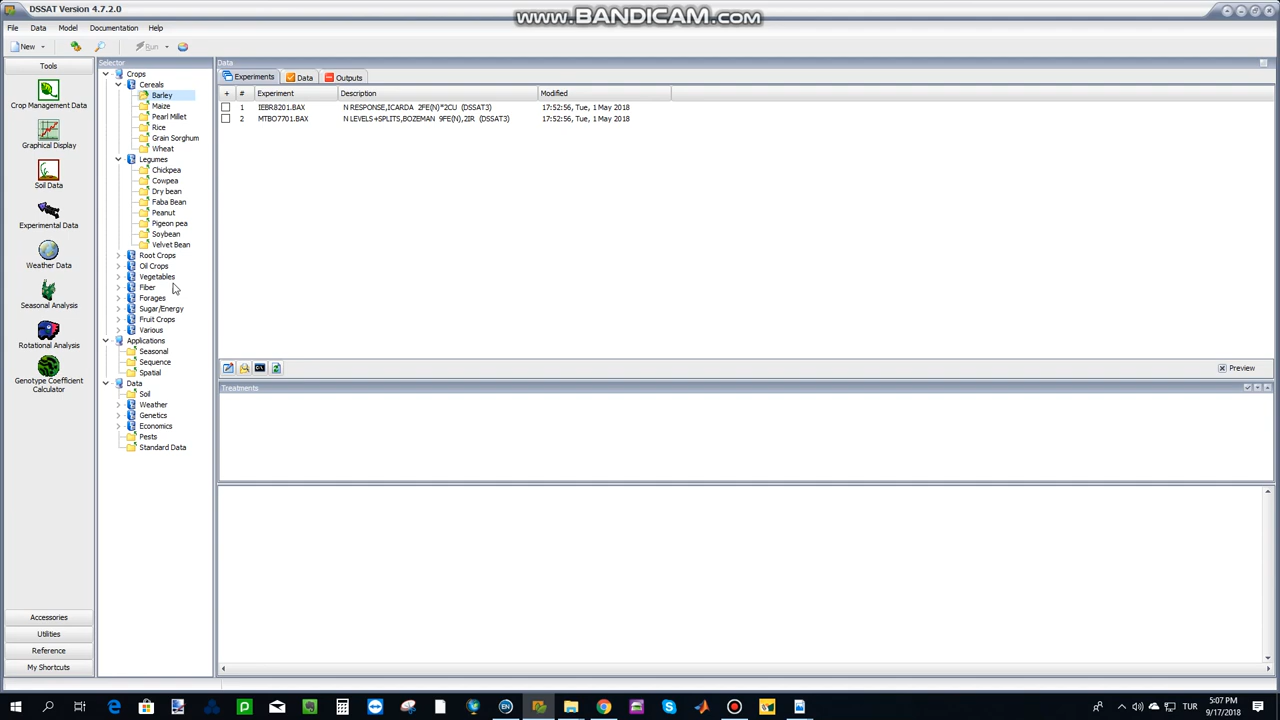 DSSAT Version 4.7.2.0
www.BANDICAM.com
File Data Model Documentation Help
New Run
Tools
Crop Management Data
Graphical Display
Soil Data
Experimental Data
Weather Data
Seasonal Analysis
Rotational Analysis
Genotype Coefficient
Calculator
Accessories
Utilities
Reference
My Shortcuts
Selector
Crops
Cereals
Barley
Maize
Pearl Millet
Rice
Grain Sorghum
Wheat
Legumes
Chickpea
Cowpea
Dry bean
Faba Bean
Peanut
Pigeon pea
Soybean
Velvet Bean
Root Crops
Oil Crops
Vegetables
Fiber
Forages
Sugar/Energy
Fruit Crops
Various
Applications
Seasonal
Sequence
Spatial
Data
Soil
Weather
Genetics
Economics
Pests
Standard Data
Data
Experiments Data Outputs
+ # Experiment Description Modified
1 IEBR8201.BAX N RESPONSE,ICARDA 2FE(N)*2CU (DSSAT3) 17:52:56, Tue, 1 May 2018
2 MTBO7701.BAX N LEVELS+SPLITS,BOZEMAN 9FE(N),2IR (DSSAT3) 17:52:56, Tue, 1 May 2018
Preview
Treatments
TUR
5:07 PM
9/17/2018